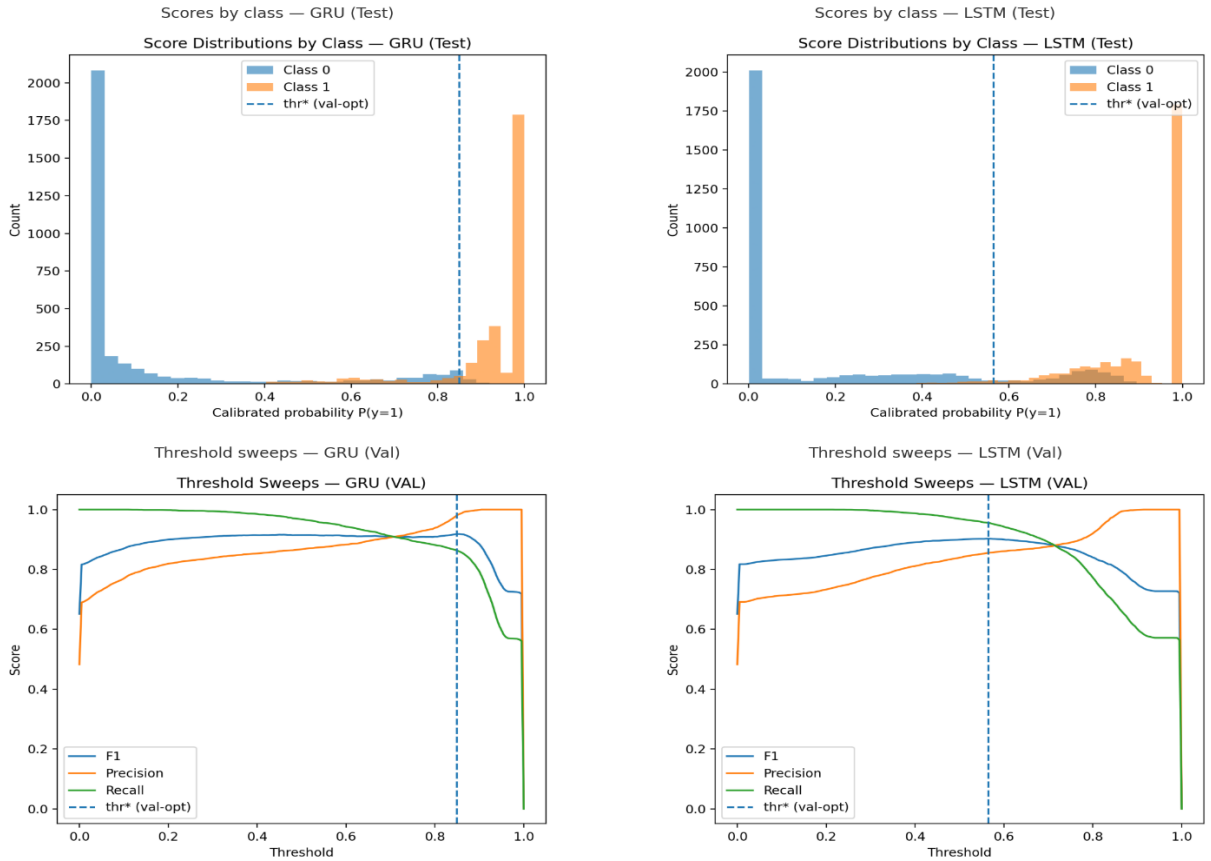 Scores by class — GRU (Test)
Score Distributions by Class — GRU (Test)
Class 0
Class 1
thr* (val-opt)
2000
1750
1500
1250
1000
750
500
250
0
Count
0.0 0.2 0.4 0.6 0.8 1.0
Calibrated probability P(y=1)
Scores by class — LSTM (Test)
Score Distributions by Class — LSTM (Test)
Class 0
Class 1
thr* (val-opt)
2000
1750
1500
1250
1000
750
500
250
0
Count
0.0 0.2 0.4 0.6 0.8 1.0
Calibrated probability P(y=1)
Threshold sweeps — GRU (Val)
Threshold Sweeps — GRU (VAL)
1.0
0.8
0.6
0.4
0.2
0.0
Score
F1
Precision
Recall
thr* (val-opt)
0.0 0.2 0.4 0.6 0.8 1.0
Threshold
Threshold sweeps — LSTM (Val)
Threshold Sweeps — LSTM (VAL)
1.0
0.8
0.6
0.4
0.2
0.0
Score
F1
Precision
Recall
thr* (val-opt)
0.0 0.2 0.4 0.6 0.8 1.0
Threshold